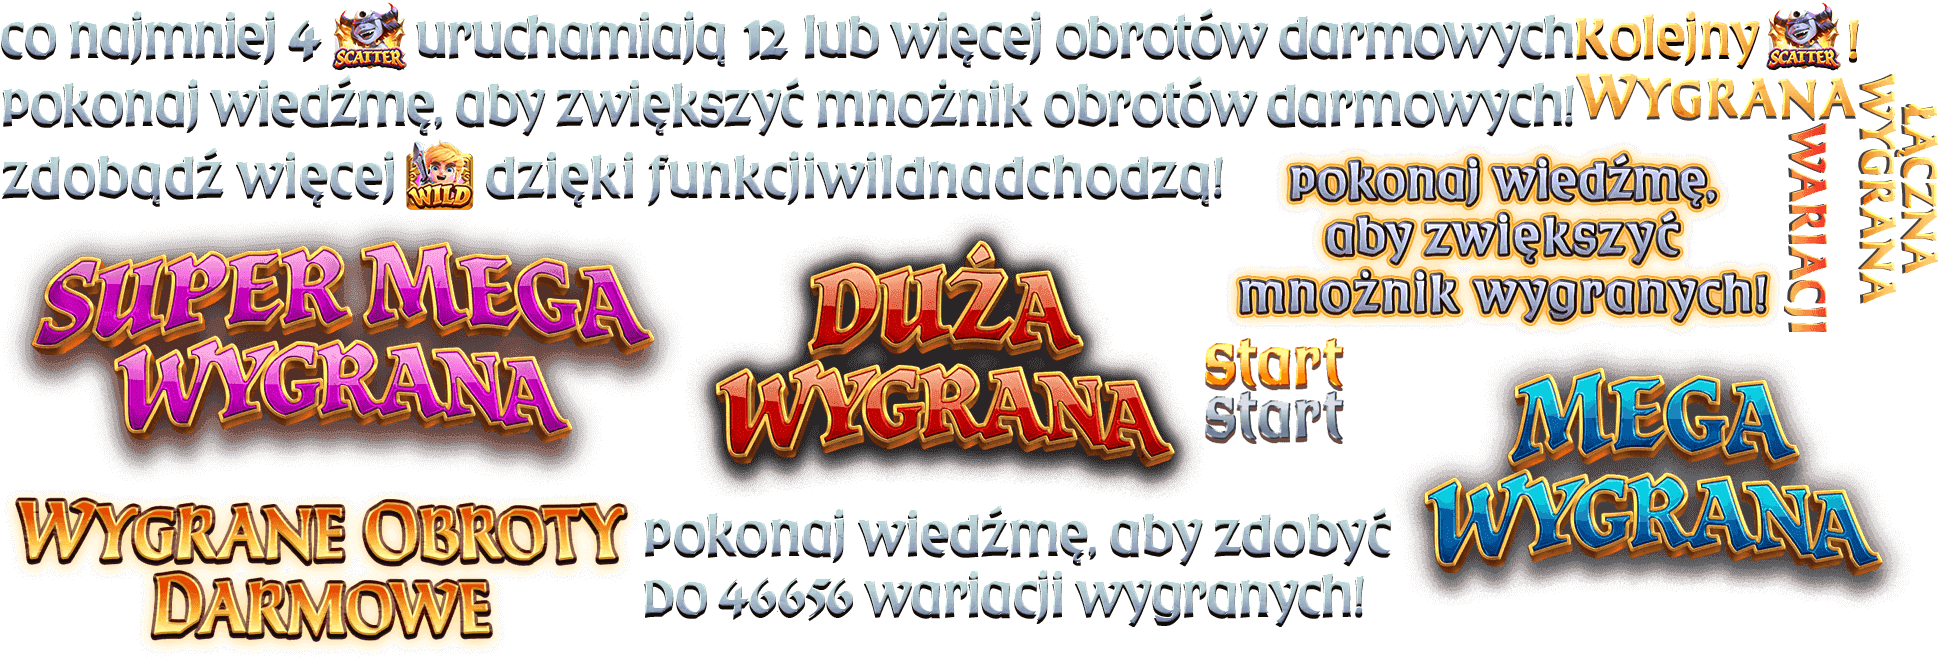 co najmniej 4 SCATTER uruchamiają 12 lub więcej obrotów darmowych
Kolejny SCATTER !
pokonaj wiedźmę, aby zwiększyć mnożnik obrotów darmowych!
WYGRANA
ŁĄCZNA
WYGRANA
WARIACJI
zdobądź więcej WILD dzięki funkcji
wildnadchodzą!
pokonaj wiedźmę,
aby zwiększyć
mnożnik wygranych!
SUPER MEGA
WYGRANA
DUŻA
WYGRANA
start
start
MEGA
WYGRANA
WYGRANE OBROTY
DARMOWE
pokonaj wiedźmę, aby zdobyć
do 46656 wariacji wygranych!